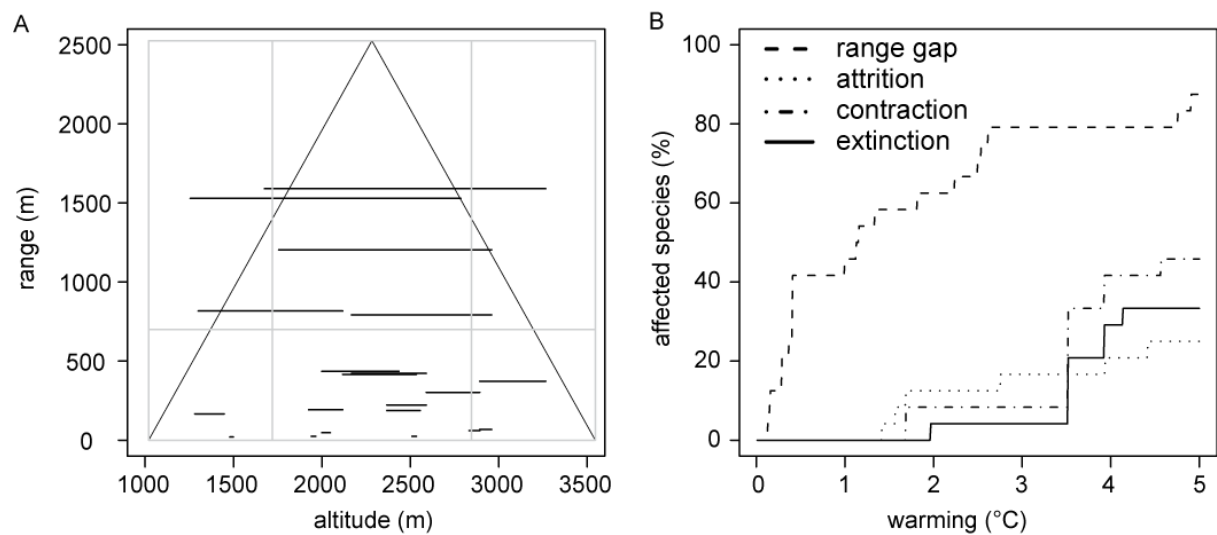 A
range (m)
2500
2000
1500
1000
500
0
1000 1500 2000 2500 3000 3500
altitude (m)
B
affected species (%)
100
80
60
40
20
0
range gap
attrition
contraction
extinction
0 1 2 3 4 5
warming (°C)